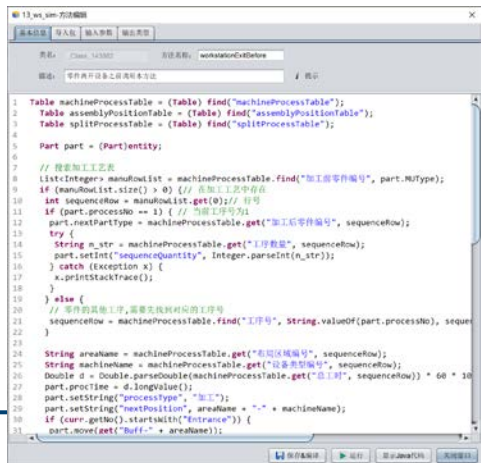 13_ws_sim-方法编辑
基本信息 导入包 输入参数 输出类型
类名: Class_143502 方法名称: workstationExitBefore
描述: 零件离开设备之前调用本方法 i 提示
1 Table machineProcessTable = (Table) find("machineProcessTable");
2 Table assemblyPositionTable = (Table) find("assemblyPositionTable");
3 Table splitProcessTable = (Table) find("splitProcessTable");
4
5 Part part = (Part)entity;
6
7 // 搜索加工工艺表
8 List<Integer> manuRowList = machineProcessTable.find("加工前零件编号", part.MUType);
9 if (manuRowList.size() > 0) {// 在加工工艺中存在
10 int sequenceRow = manuRowList.get(0);// 行号
11 if (part.processNo == 1) { // 当前工序号为1
12 part.nextPartType = machineProcessTable.get("加工后零件编号", sequenceRow);
13 try {
14 String n_str = machineProcessTable.get("工序数量", sequenceRow);
15 part.setInt("sequenceQuantity", Integer.parseInt(n_str));
16 } catch (Exception x) {
17 x.printStackTrace();
18 }
19 } else {
20 // 零件的其他工序,需要先找到对应的工序号
21 sequenceRow = machineProcessTable.find("工序号", String.valueOf(part.processNo), seque
22
23
24 String areaName = machineProcessTable.get("布局区域编号", sequenceRow);
25 String machineName = machineProcessTable.get("设备类型编号", sequenceRow);
26 Double d = Double.parseDouble(machineProcessTable.get("总工时", sequenceRow)) * 60 * 10
27 part.procTime = d.longValue();
28 part.setString("processType", "加工");
29 part.setString("nextPosition", areaName + "-" + machineName);
30 if (curr.getNo().startsWith("Entrance")) {
31 part.move(get("Buff-" + areaName));
保存&编译 运行 显示Java代码 关闭窗口